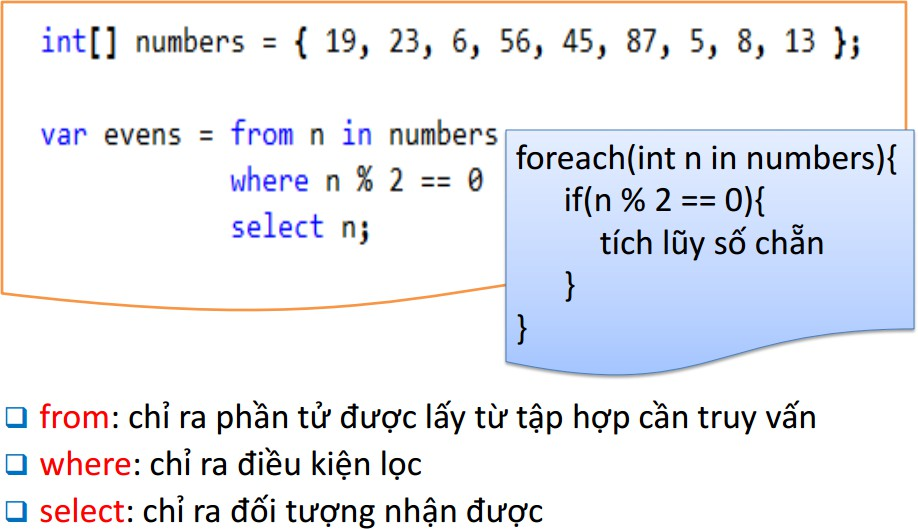 int[] numbers = { 19, 23, 6, 56, 45, 87, 5, 8, 13 };
var evens = from n in numbers
where n % 2 == 0
select n;
foreach(int n in numbers){
if(n % 2 == 0){
tích lũy số chẵn
}
}
from: chỉ ra phần tử được lấy từ tập hợp cần truy vấn
where: chỉ ra điều kiện lọc
select: chỉ ra đối tượng nhận được